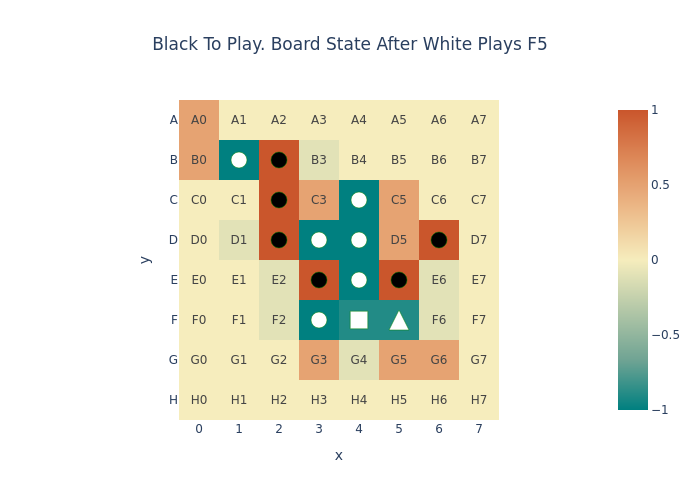 Black To Play. Board State After White Plays F5
A A0 A1 A2 A3 A4 A5 A6 A7 1
B B0 B3 B4 B5 B6 B7
C C0 C1 C3 C5 C6 C7 0.5
D D0 D1 D5 D7
y 0
E E0 E1 E2 E6 E7
F F0 F1 F2 F6 F7 −0.5
G G0 G1 G2 G3 G4 G5 G6 G7
H H0 H1 H2 H3 H4 H5 H6 H7 −1
0 1 2 3 4 5 6 7
x